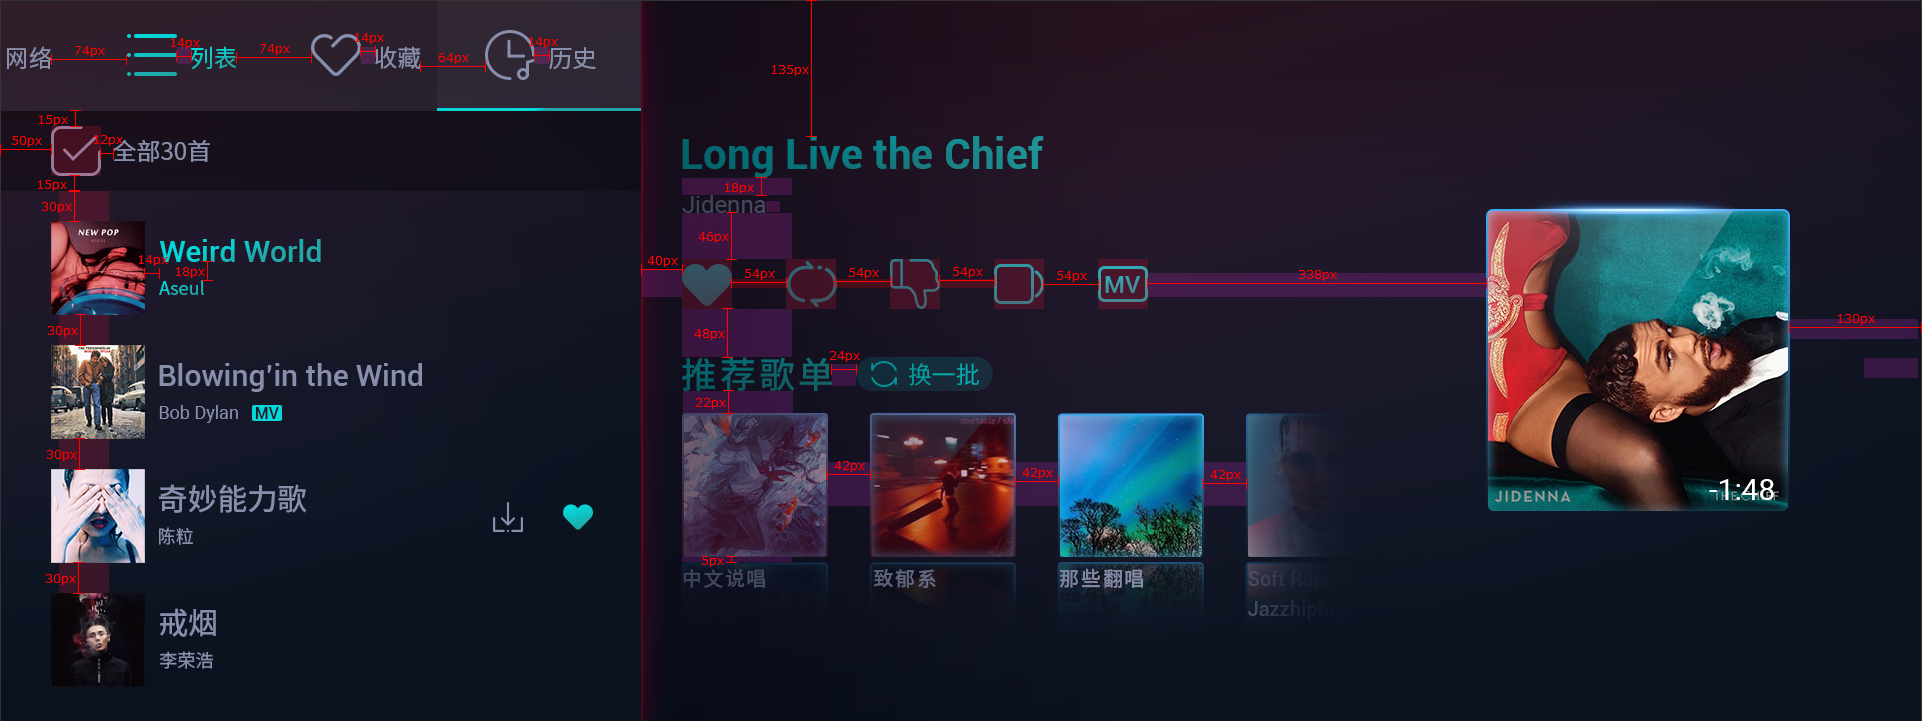 网络
74px
14px
列表
74px
14px
收藏
64px
14px
历史
15px
50px
12px
全部30首
15px
30px
NEW POP
ASEUL
14px
Weird World
18px
Aseul
30px
Blowing'in the Wind
Bob Dylan MV
30px
奇妙能力歌
陈粒
30px
戒烟
李荣浩
135px
Long Live the Chief
18px
Jidenna
46px
40px
54px
54px
54px
54px
MV
338px
130px
48px
推荐歌单
24px
换一批
22px
42px
42px
42px
5px
中文说唱
致郁系
那些翻唱
Soft Rap
Jazzhiph
JIDENNA
THE CHIEF
-1:48